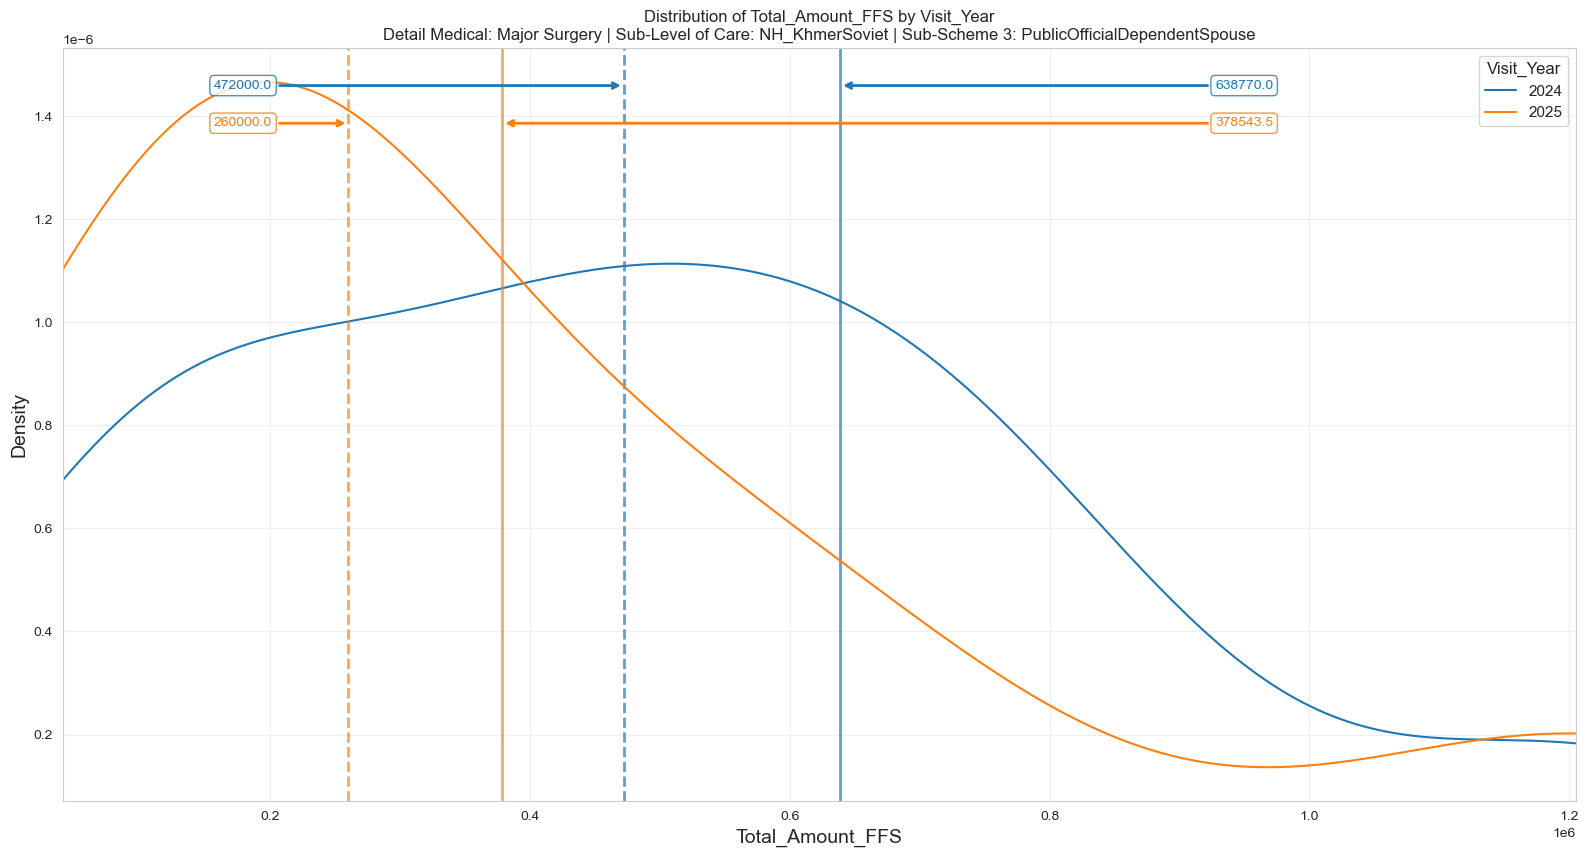 Distribution of Total_Amount_FFS by Visit_Year
Detail Medical: Major Surgery | Sub-Level of Care: NH_KhmerSoviet | Sub-Scheme 3: PublicOfficialDependentSpouse
1e−6
Visit_Year
2024
2025
472000.0
638770.0
260000.0
378543.5
1.4
1.2
1.0
0.8
0.6
0.4
0.2
Density
0.2
0.4
0.6
0.8
1.0
1.2
1e6
Total_Amount_FFS